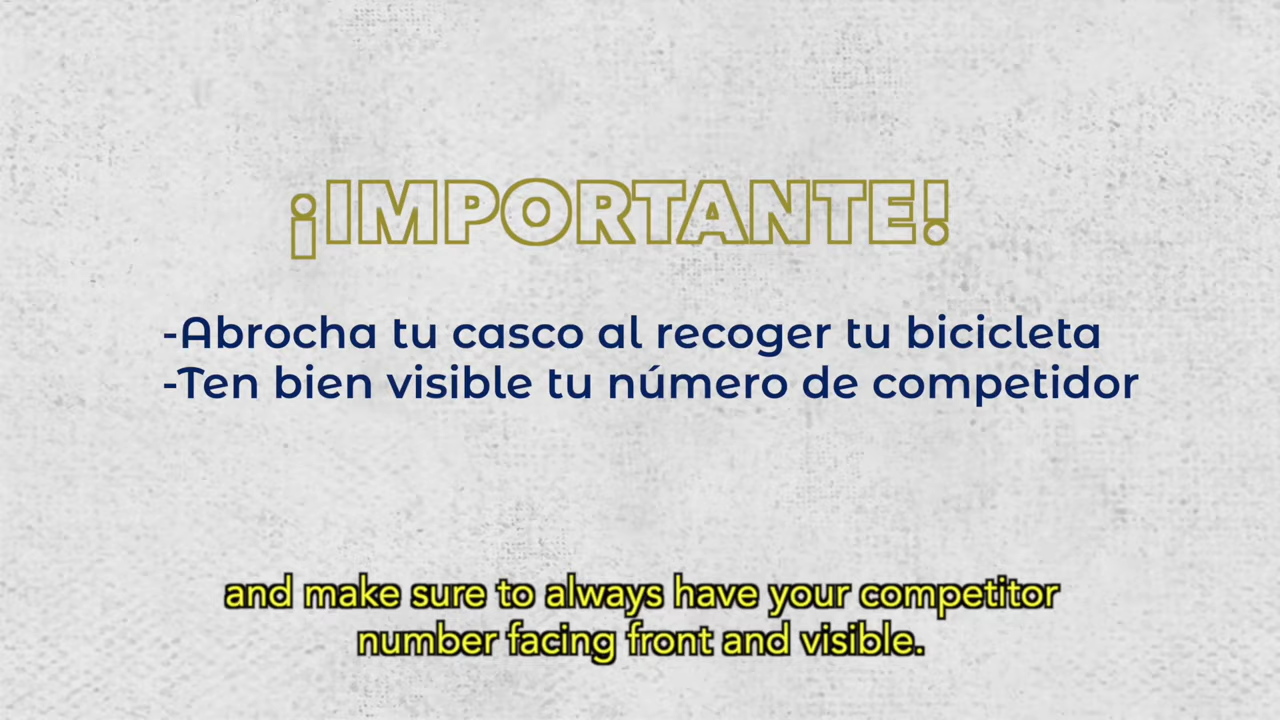 ¡IMPORTANTE!
-Abrocha tu casco al recoger tu bicicleta
-Ten bien visible tu número de competidor
and make sure to always have your competitor
number facing front and visible.